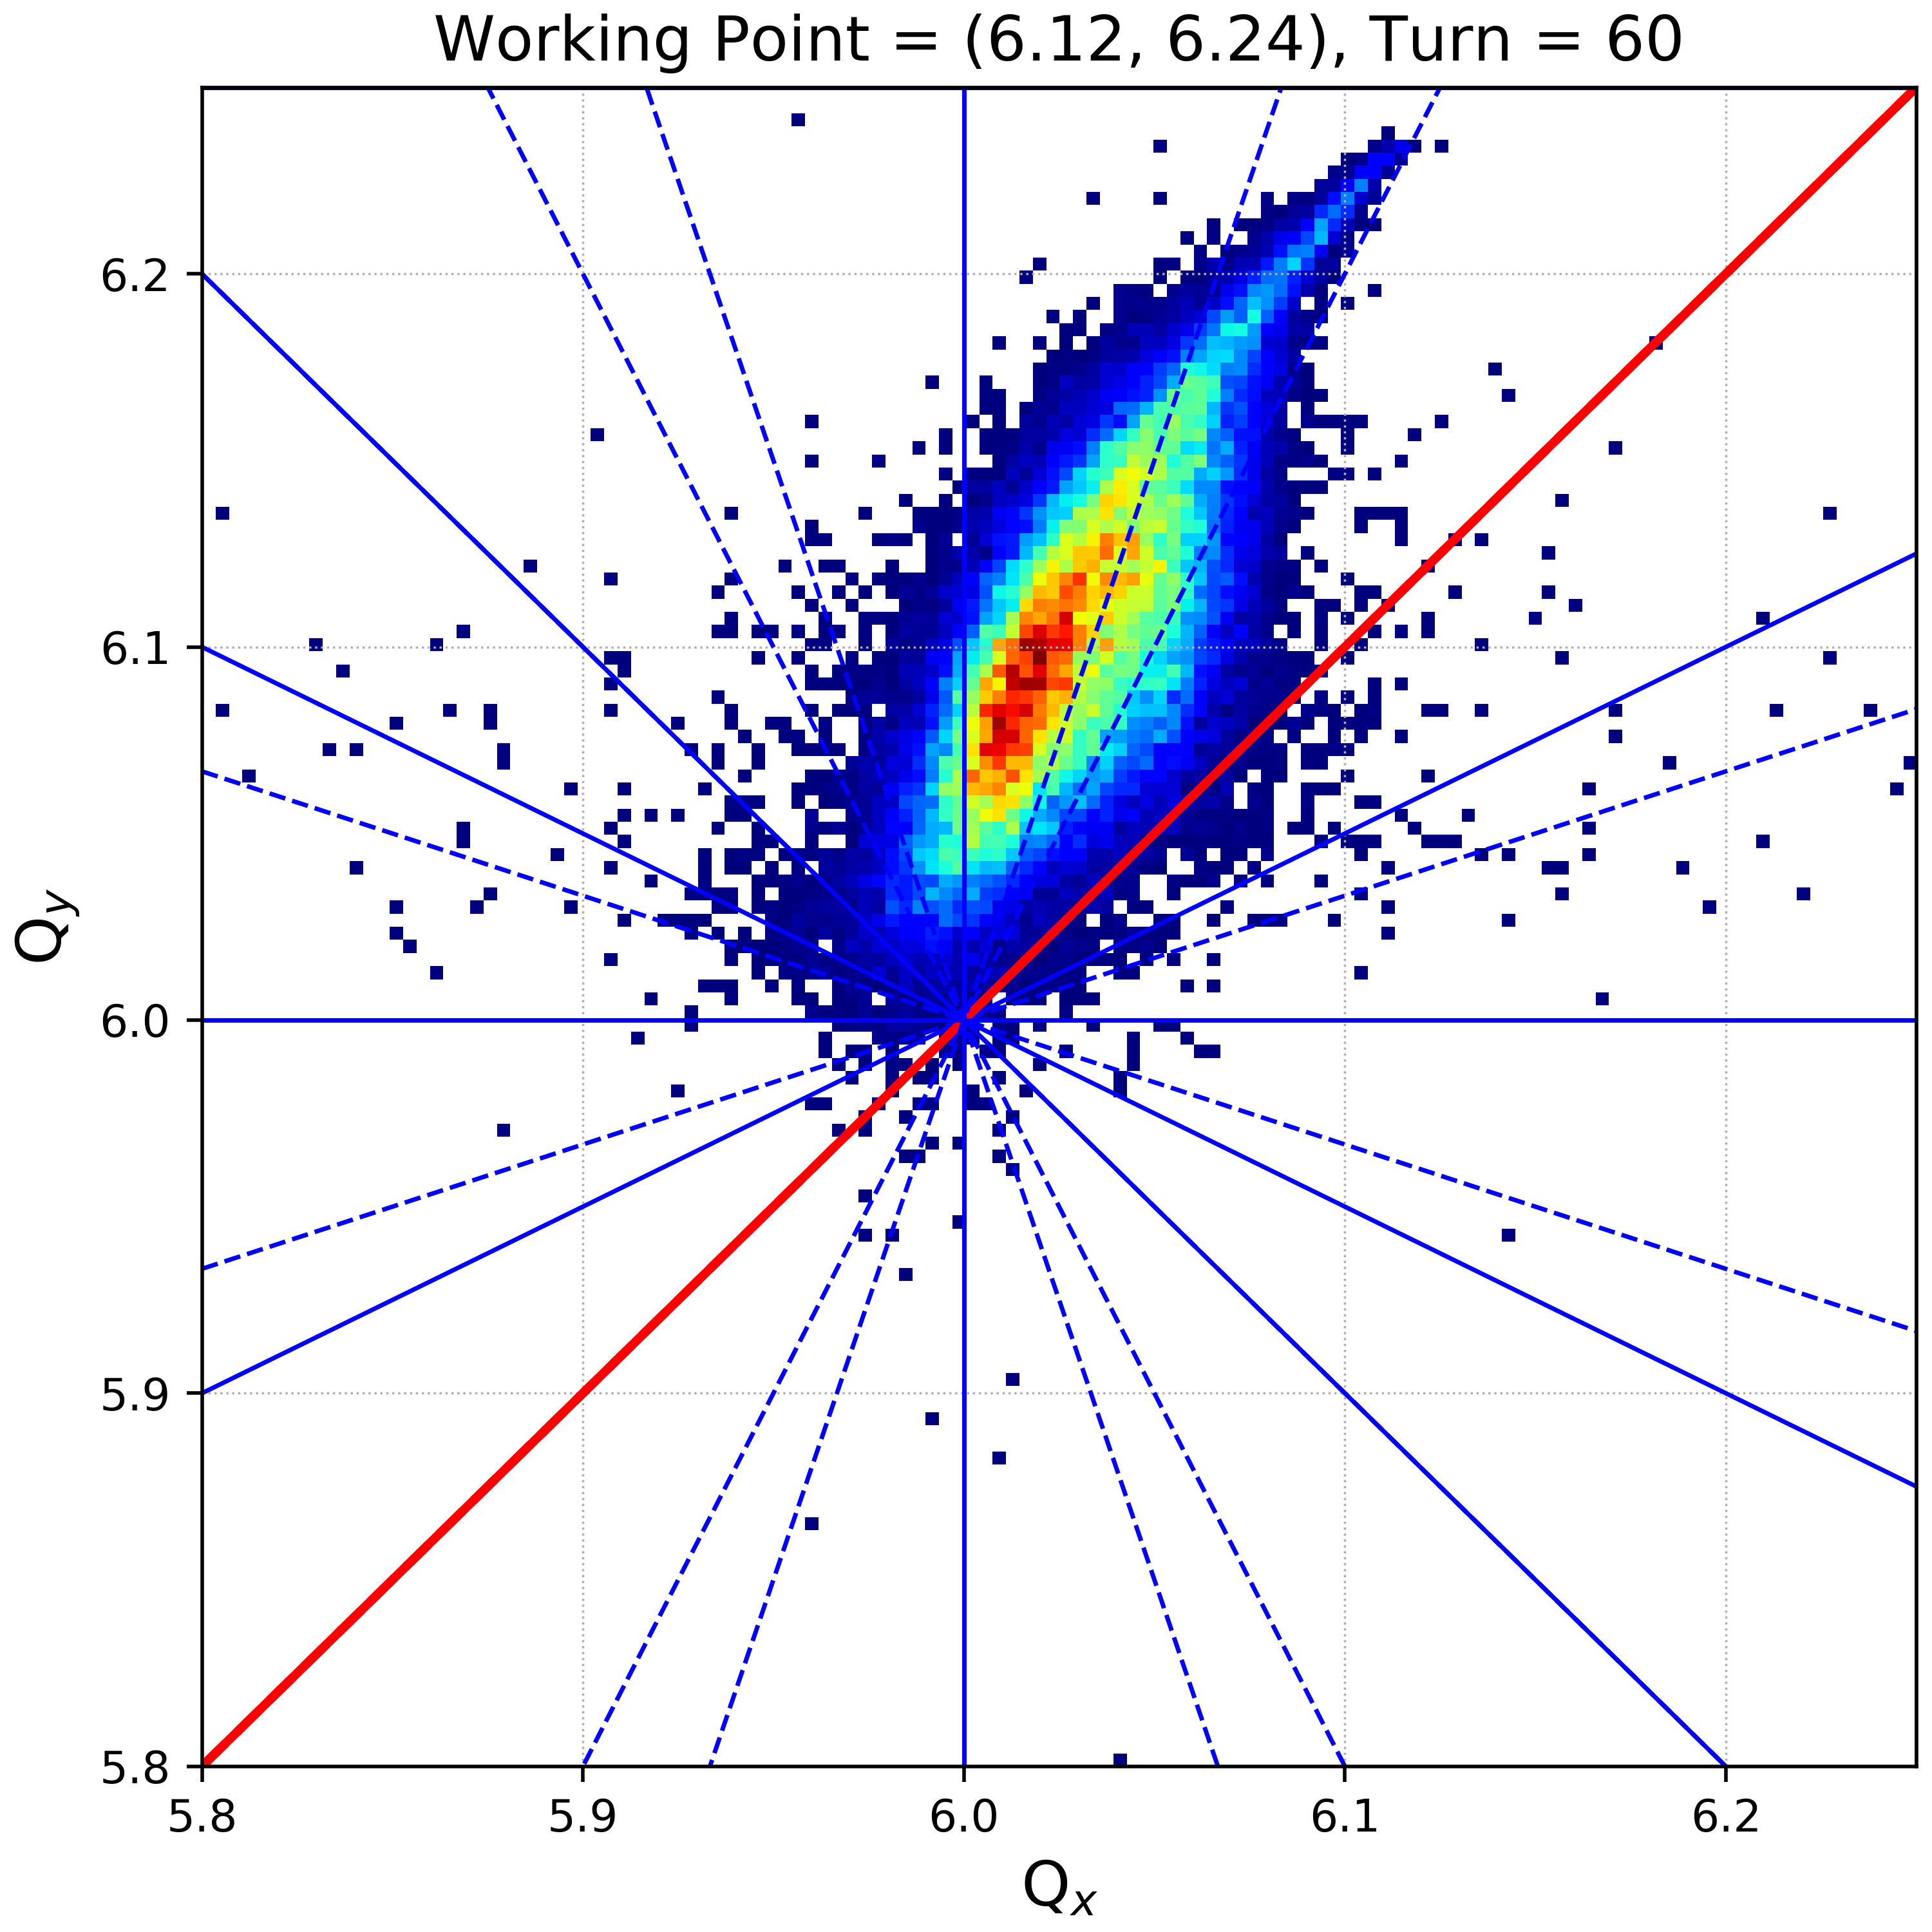 Working Point = (6.12, 6.24), Turn = 60
6.2
6.1
Qy
6.0
5.9
5.8
5.8 5.9 6.0 6.1 6.2
Qx